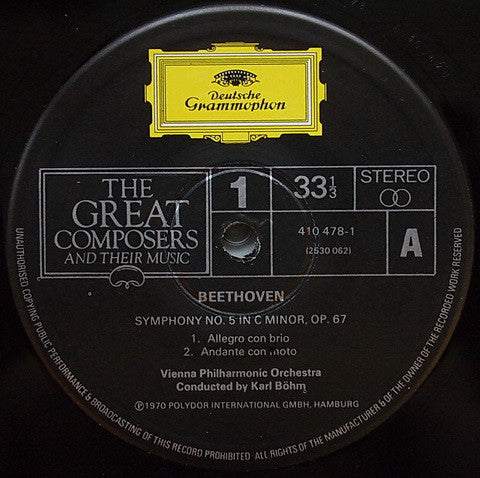 Deutsche
Grammophon
THE
GREAT
COMPOSERS
AND THEIR MUSIC
1
33 1/3
STEREO
410 478-1
(2530 062)
A
BEETHOVEN
SYMPHONY NO. 5 IN C MINOR, OP. 67
1. Allegro con brio
2. Andante con moto
Vienna Philharmonic Orchestra
Conducted by Karl Böhm
Ⓟ1970 POLYDOR INTERNATIONAL GMBH, HAMBURG
UNAUTHORISED COPYING PUBLIC PERFORMANCE & BROADCASTING OF THIS RECORD PROHIBITED ALL RIGHTS OF THE MANUFACTURER & OF THE OWNER OF THE RECORDED WORK RESERVED